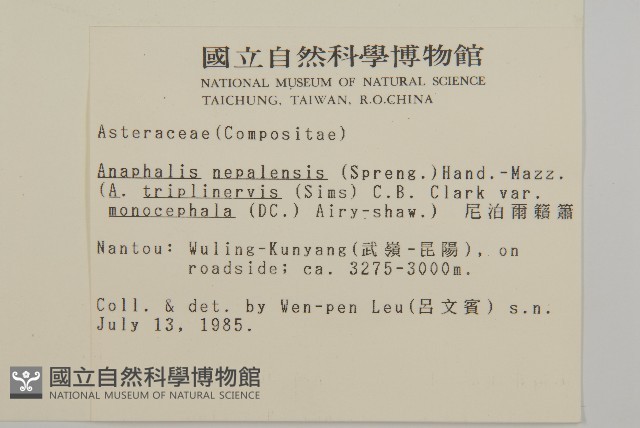 國立自然科學博物館
NATIONAL MUSEUM OF NATURAL SCIENCE
TAICHUNG, TAIWAN, R.O.CHINA
Asteraceae(Compositae)
Anaphalis nepalensis (Spreng.)Hand.-Mazz.
(A. triplinervis (Sims) C.B. Clark var.
monocephala (DC.) Airy-shaw.) 尼泊爾籟簫
Nantou: Wuling-Kunyang(武嶺-昆陽), on
roadside; ca. 3275-3000m.
Coll. & det. by Wen-pen Leu(呂文賓) s.n.
July 13, 1985.
國立自然科學博物館
NATIONAL MUSEUM OF NATURAL SCIENCE